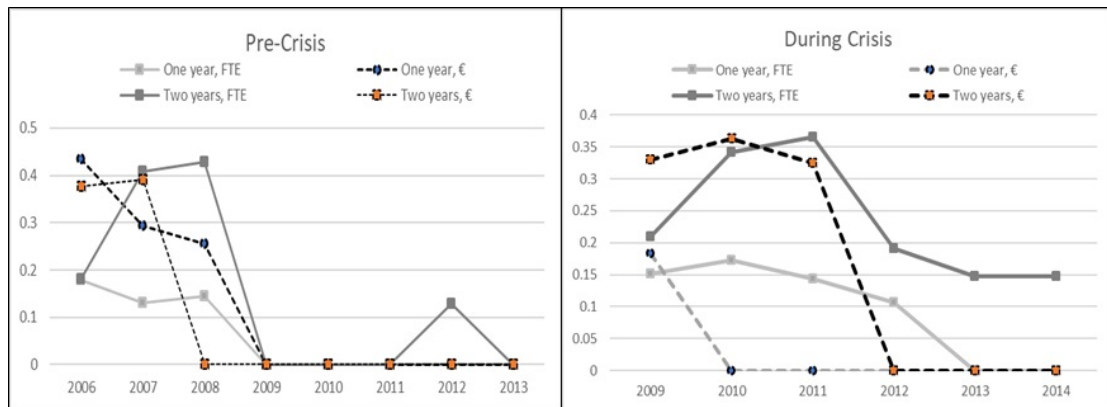 Pre-Crisis
One year, FTE
One year, €
Two years, FTE
Two years, €
0.5
0.4
0.3
0.2
0.1
0
2006 2007 2008 2009 2010 2011 2012 2013
During Crisis
One year, FTE
One year, €
Two years, FTE
Two years, €
0.4
0.35
0.3
0.25
0.2
0.15
0.1
0.05
0
2009 2010 2011 2012 2013 2014